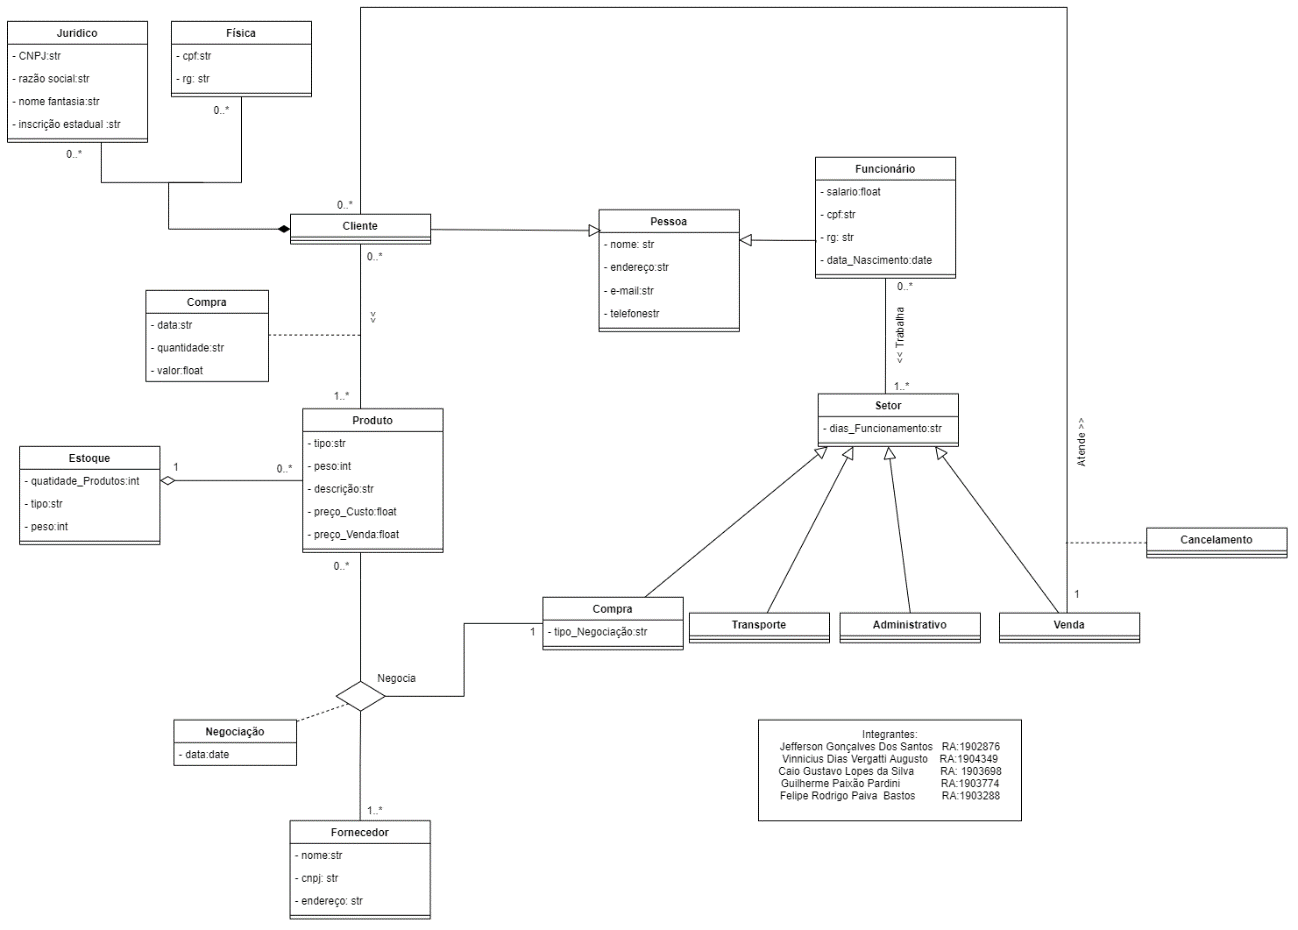 Juridico
- CNPJ:str
- razão social:str
- nome fantasia:str
- inscrição estadual :str
0..*
Física
- cpf:str
- rg: str
0..*
0..*
Cliente
0..*
Pessoa
- nome: str
- endereço:str
- e-mail:str
- telefonestr
Funcionário
- salario:float
- cpf:str
- rg: str
- data_Nascimento:date
0..*
<< Trabalha
1..*
Compra
- data:str
- quantidade:str
- valor:float
>>
1..*
Produto
- tipo:str
- peso:int
- descrição:str
- preço_Custo:float
- preço_Venda:float
0..*
Estoque
- quatidade_Produtos:int
- tipo:str
- peso:int
1
0..*
Setor
- dias_Funcionamento:str
Atende >>
Cancelamento
1
Compra
- tipo_Negociação:str
1
Transporte
Administrativo
Venda
Negocia
Negociação
- data:date
1..*
Fornecedor
- nome:str
- cnpj: str
- endereço: str
Integrantes:
Jefferson Gonçalves Dos Santos RA:1902876
Vinnicius Dias Vergatti Augusto RA:1904349
Caio Gustavo Lopes da Silva RA: 1903698
Guilherme Paixão Pardini RA:1903774
Felipe Rodrigo Paiva Bastos RA:1903288